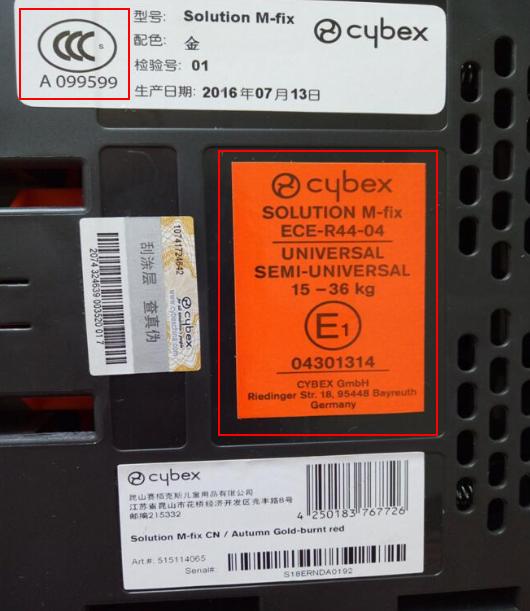 CCC S
A 099599
型号: Solution M-fix
配色: 金
检验号: 01
生产日期: 2016年07月13日
cybex
cybex
SOLUTION M-fix
ECE-R44-04
UNIVERSAL
SEMI-UNIVERSAL
15 – 36 kg
E1
04301314
CYBEX GmbH
Riedinger Str. 18, 95448 Bayreuth
Germany
10741724642
刮涂层 查真伪
cybex
cybex
昆山赛柏克斯儿童用品有限公司
江苏省昆山市花桥经济开发区兆丰路8号
邮编215332
4 250183 767726
Solution M-fix CN / Autumn Gold-burnt red
Art.#: 515114065
Serial#:
S18ERNDA0192